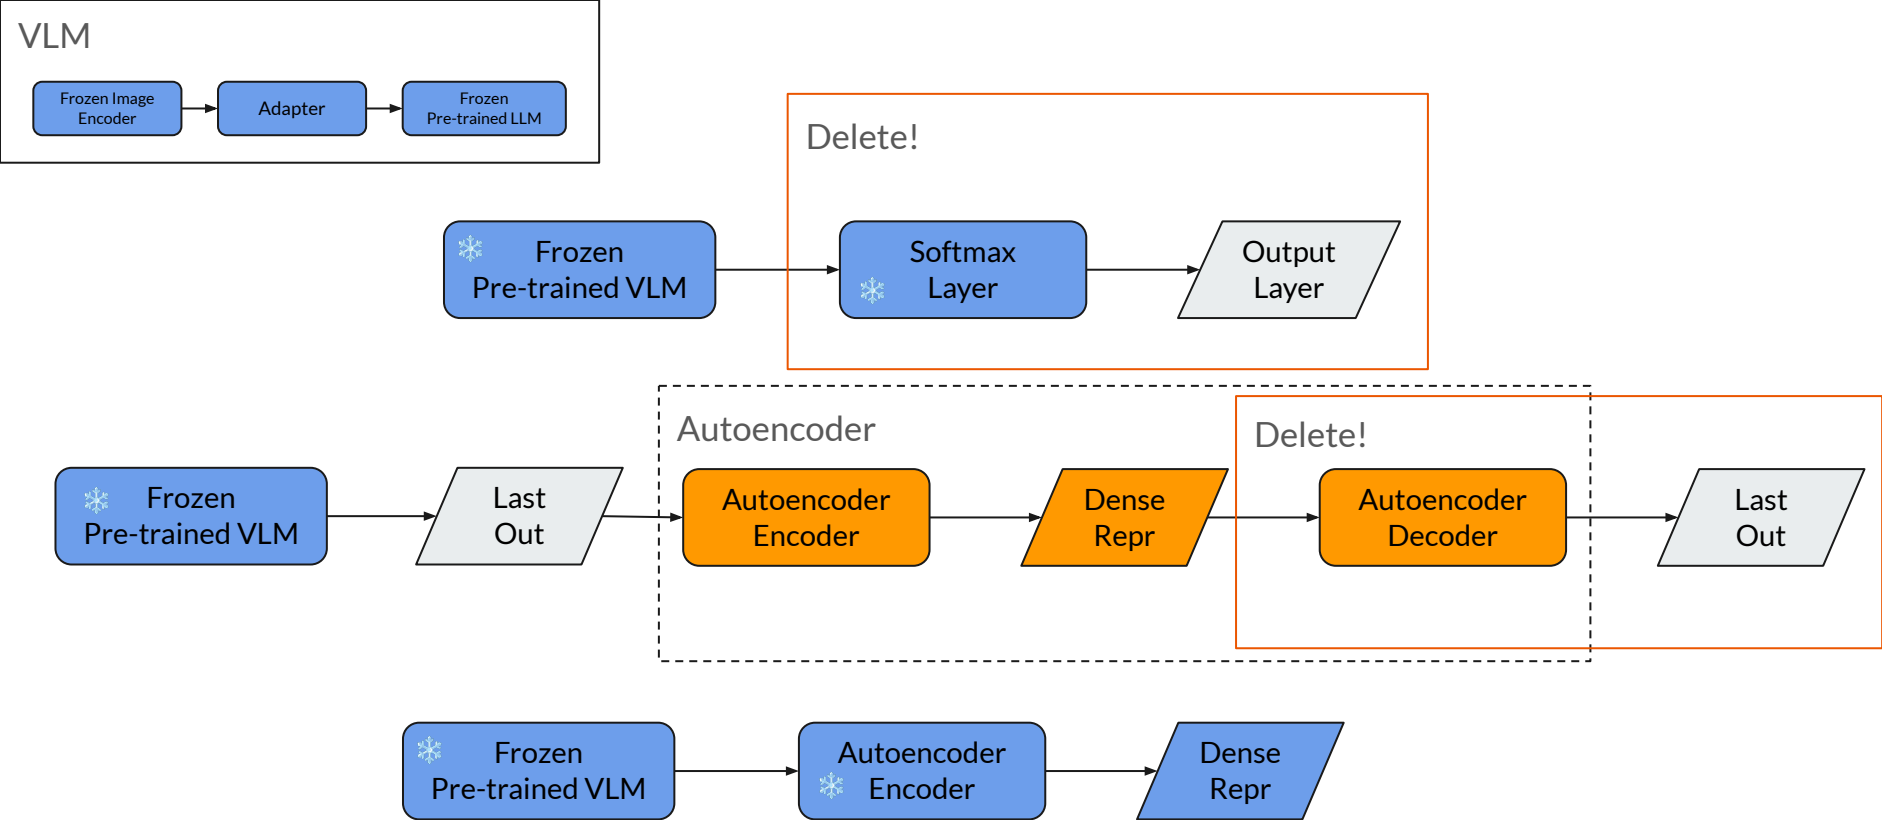 VLM
Frozen Image
Encoder
Adapter
Frozen
Pre-trained LLM
Delete!
Frozen
Pre-trained VLM
Softmax
Layer
Output
Layer
Autoencoder
Delete!
Frozen
Pre-trained VLM
Last
Out
Autoencoder
Encoder
Dense
Repr
Autoencoder
Decoder
Last
Out
Frozen
Pre-trained VLM
Autoencoder
Encoder
Dense
Repr